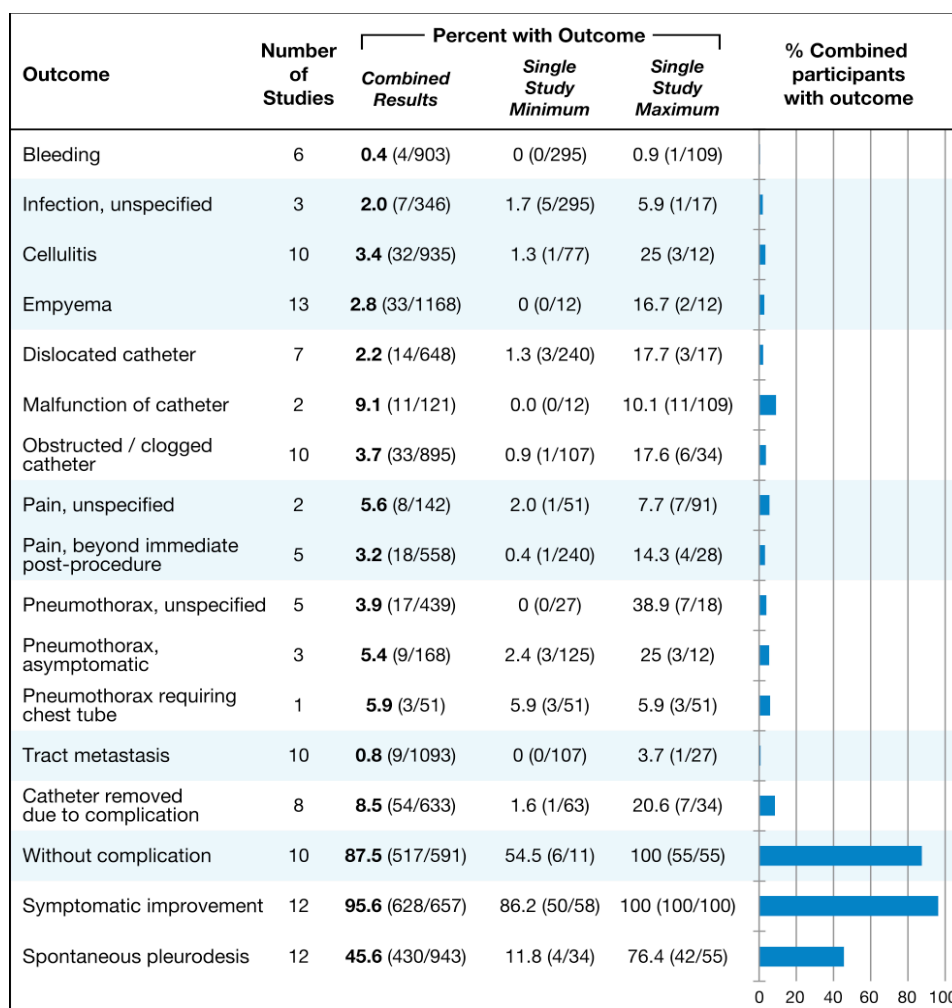 Outcome
Number
of
Studies
Percent with Outcome
Combined
Results
Single
Study
Minimum
Single
Study
Maximum
% Combined
participants
with outcome
Bleeding 6 0.4 (4/903) 0 (0/295) 0.9 (1/109)
Infection, unspecified 3 2.0 (7/346) 1.7 (5/295) 5.9 (1/17)
Cellulitis 10 3.4 (32/935) 1.3 (1/77) 25 (3/12)
Empyema 13 2.8 (33/1168) 0 (0/12) 16.7 (2/12)
Dislocated catheter 7 2.2 (14/648) 1.3 (3/240) 17.7 (3/17)
Malfunction of catheter 2 9.1 (11/121) 0.0 (0/12) 10.1 (11/109)
Obstructed / clogged
catheter 10 3.7 (33/895) 0.9 (1/107) 17.6 (6/34)
Pain, unspecified 2 5.6 (8/142) 2.0 (1/51) 7.7 (7/91)
Pain, beyond immediate
post-procedure 5 3.2 (18/558) 0.4 (1/240) 14.3 (4/28)
Pneumothorax, unspecified 5 3.9 (17/439) 0 (0/27) 38.9 (7/18)
Pneumothorax,
asymptomatic 3 5.4 (9/168) 2.4 (3/125) 25 (3/12)
Pneumothorax requiring
chest tube 1 5.9 (3/51) 5.9 (3/51) 5.9 (3/51)
Tract metastasis 10 0.8 (9/1093) 0 (0/107) 3.7 (1/27)
Catheter removed
due to complication 8 8.5 (54/633) 1.6 (1/63) 20.6 (7/34)
Without complication 10 87.5 (517/591) 54.5 (6/11) 100 (55/55)
Symptomatic improvement 12 95.6 (628/657) 86.2 (50/58) 100 (100/100)
Spontaneous pleurodesis 12 45.6 (430/943) 11.8 (4/34) 76.4 (42/55)
0 20 40 60 80 100